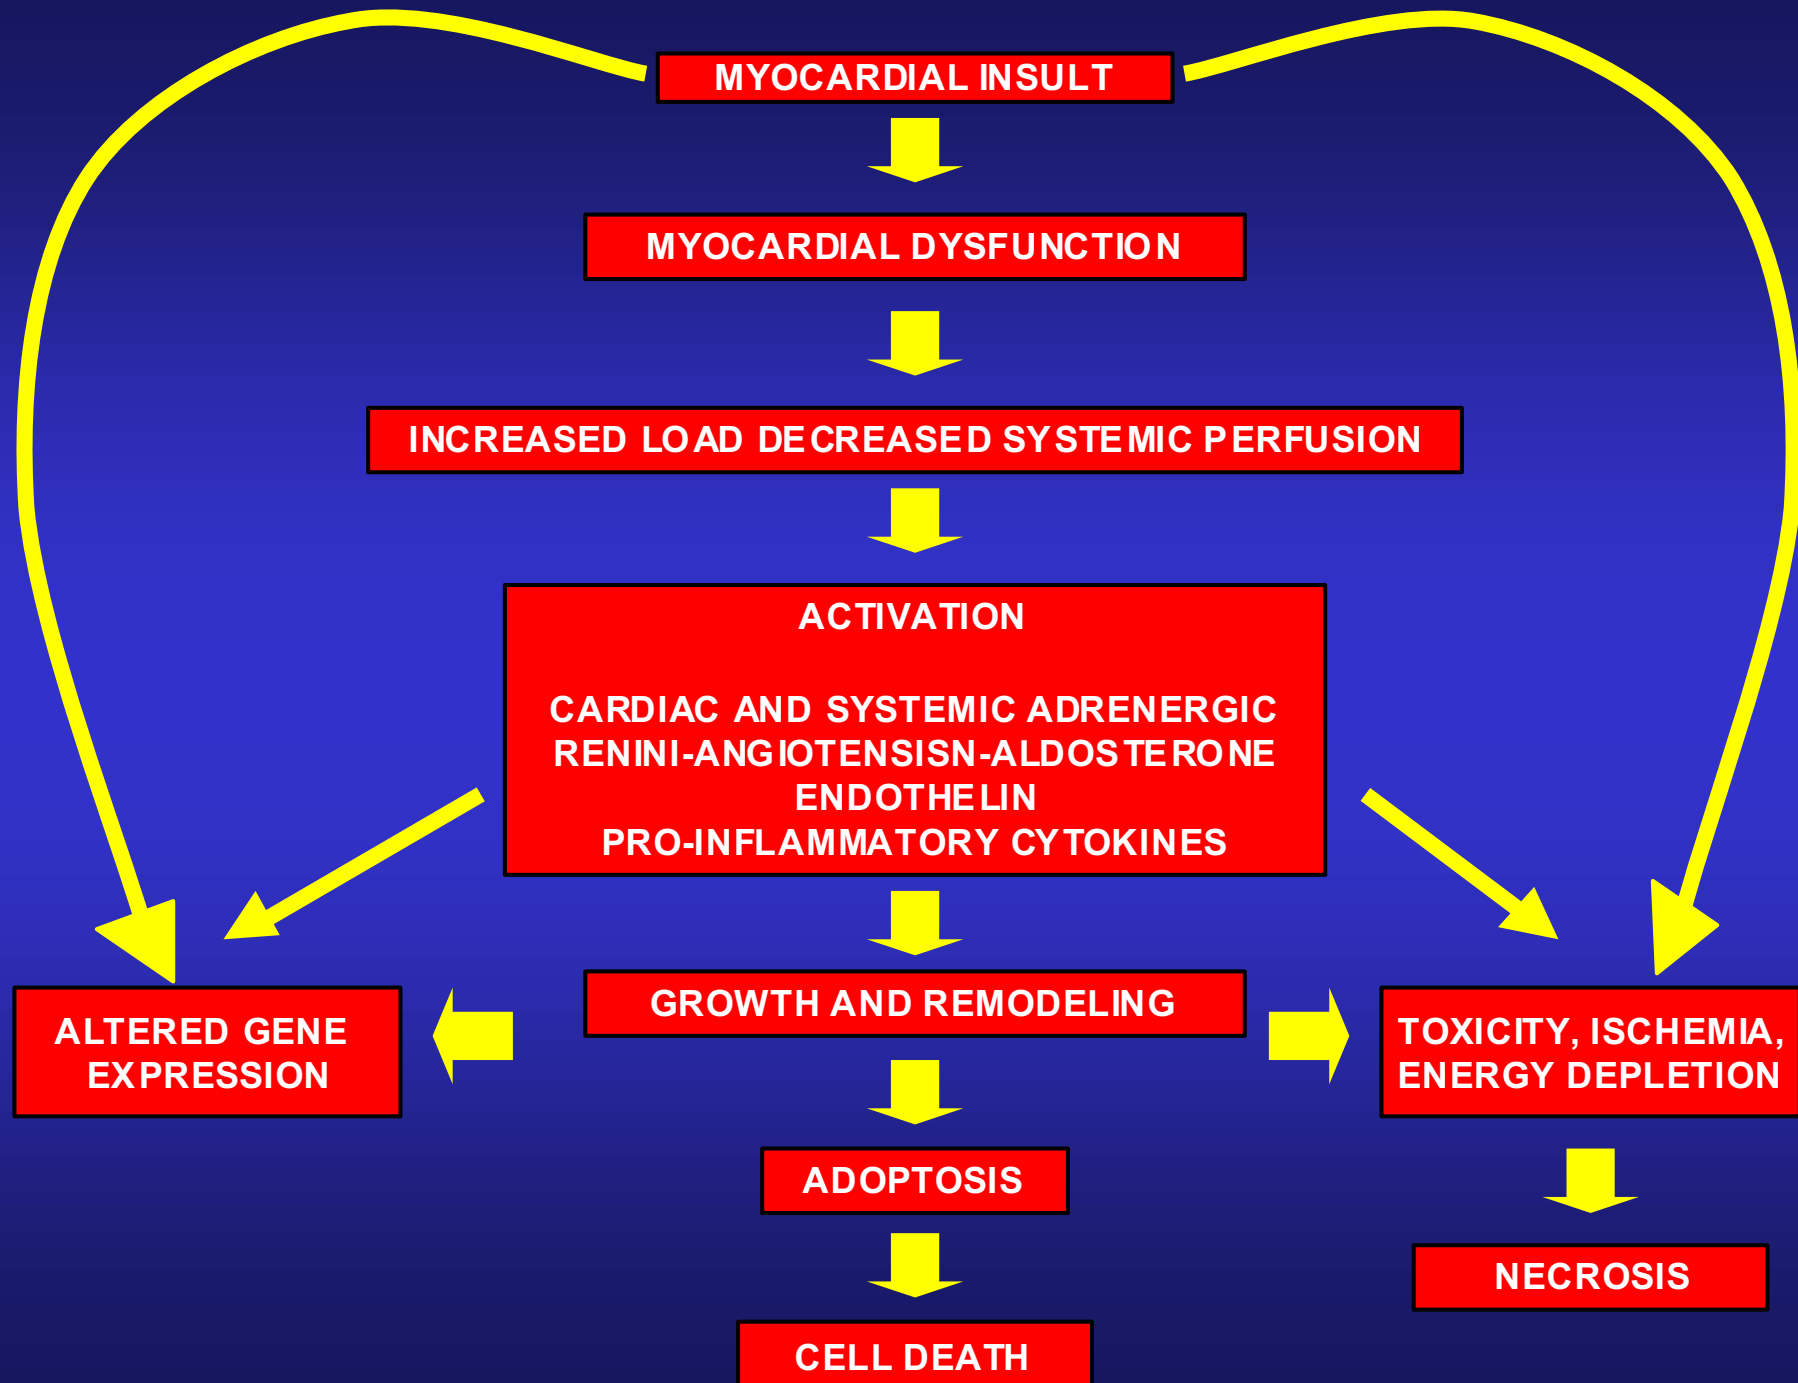 MYOCARDIAL INSULT
MYOCARDIAL DYSFUNCTION
INCREASED LOAD DECREASED SYSTEMIC PERFUSION
ACTIVATION
CARDIAC AND SYSTEMIC ADRENERGIC
RENINI-ANGIOTENSISN-ALDOSTERONE
ENDOTHELIN
PRO-INFLAMMATORY CYTOKINES
ALTERED GENE
EXPRESSION
GROWTH AND REMODELING
TOXICITY, ISCHEMIA,
ENERGY DEPLETION
ADOPTOSIS
NECROSIS
CELL DEATH